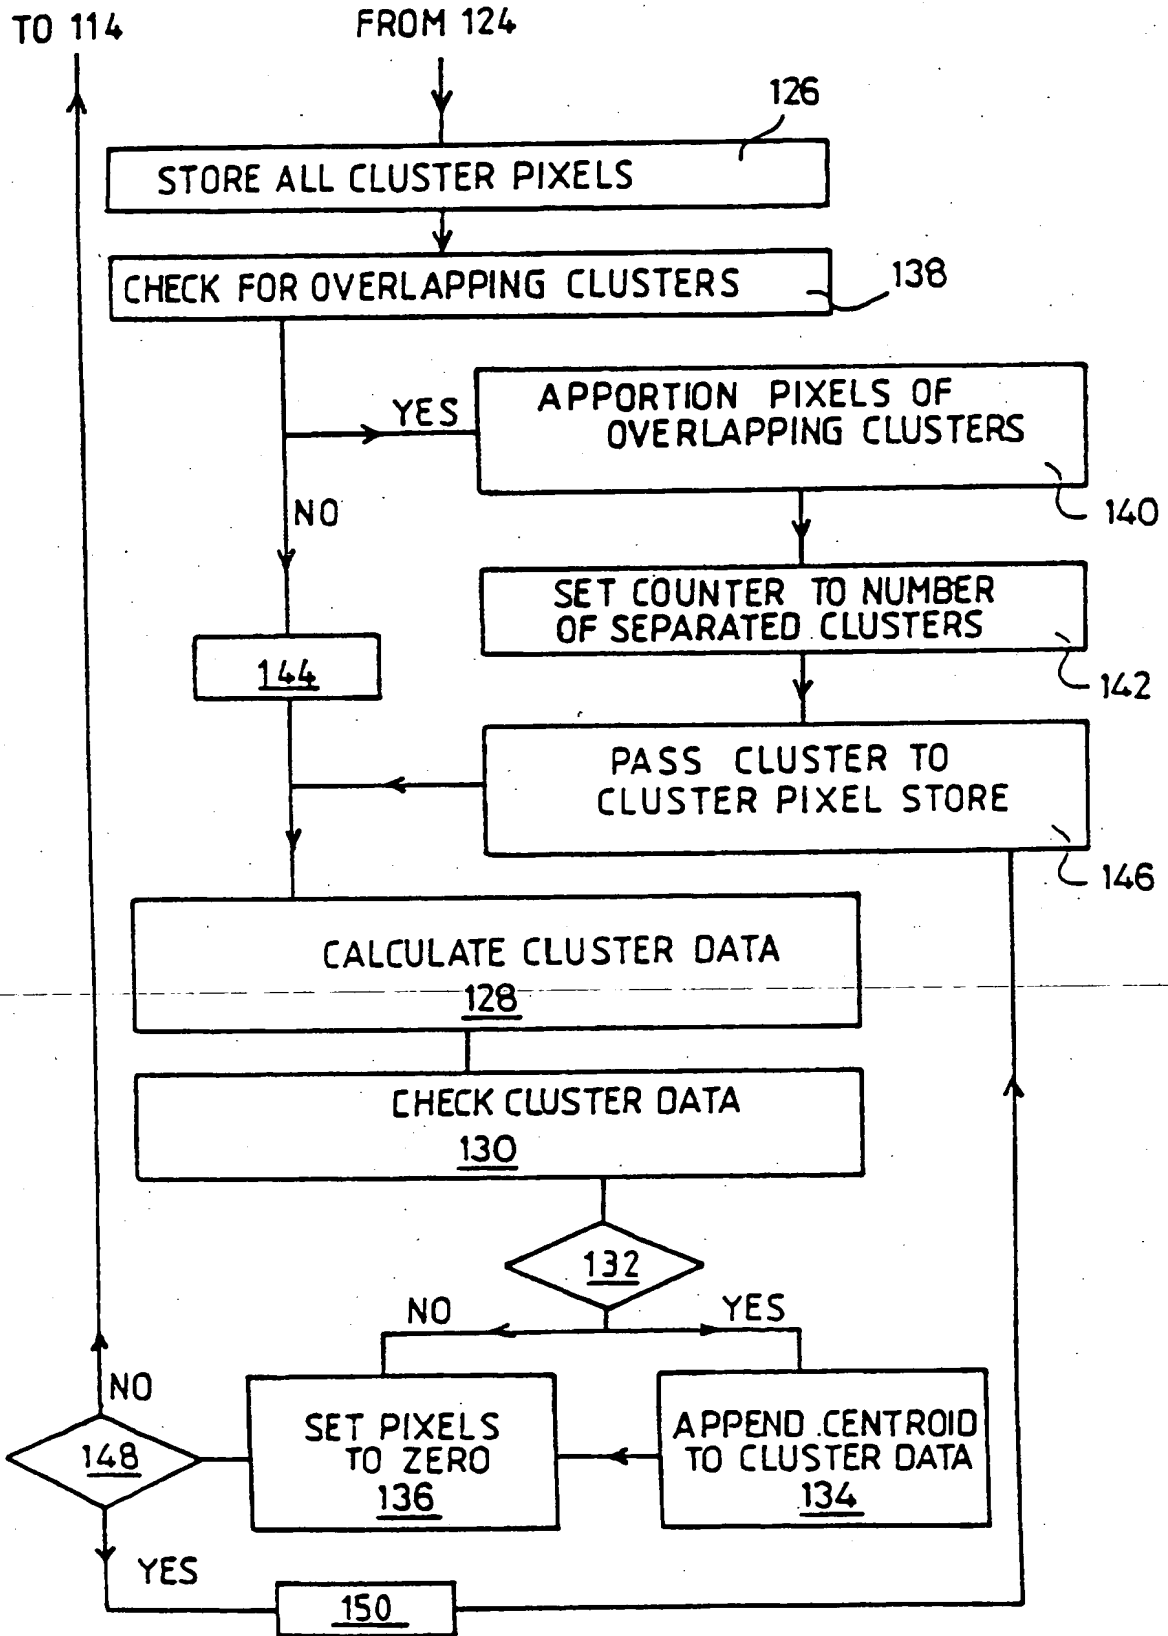 TO 114
FROM 124
126
STORE ALL CLUSTER PIXELS
CHECK FOR OVERLAPPING CLUSTERS
138
YES
APPORTION PIXELS OF
OVERLAPPING CLUSTERS
140
NO
SET COUNTER TO NUMBER
OF SEPARATED CLUSTERS
142
144
PASS CLUSTER TO
CLUSTER PIXEL STORE
146
CALCULATE CLUSTER DATA
128
CHECK CLUSTER DATA
130
132
NO
YES
NO
148
SET PIXELS
TO ZERO
136
APPEND CENTROID
TO CLUSTER DATA
134
YES
150